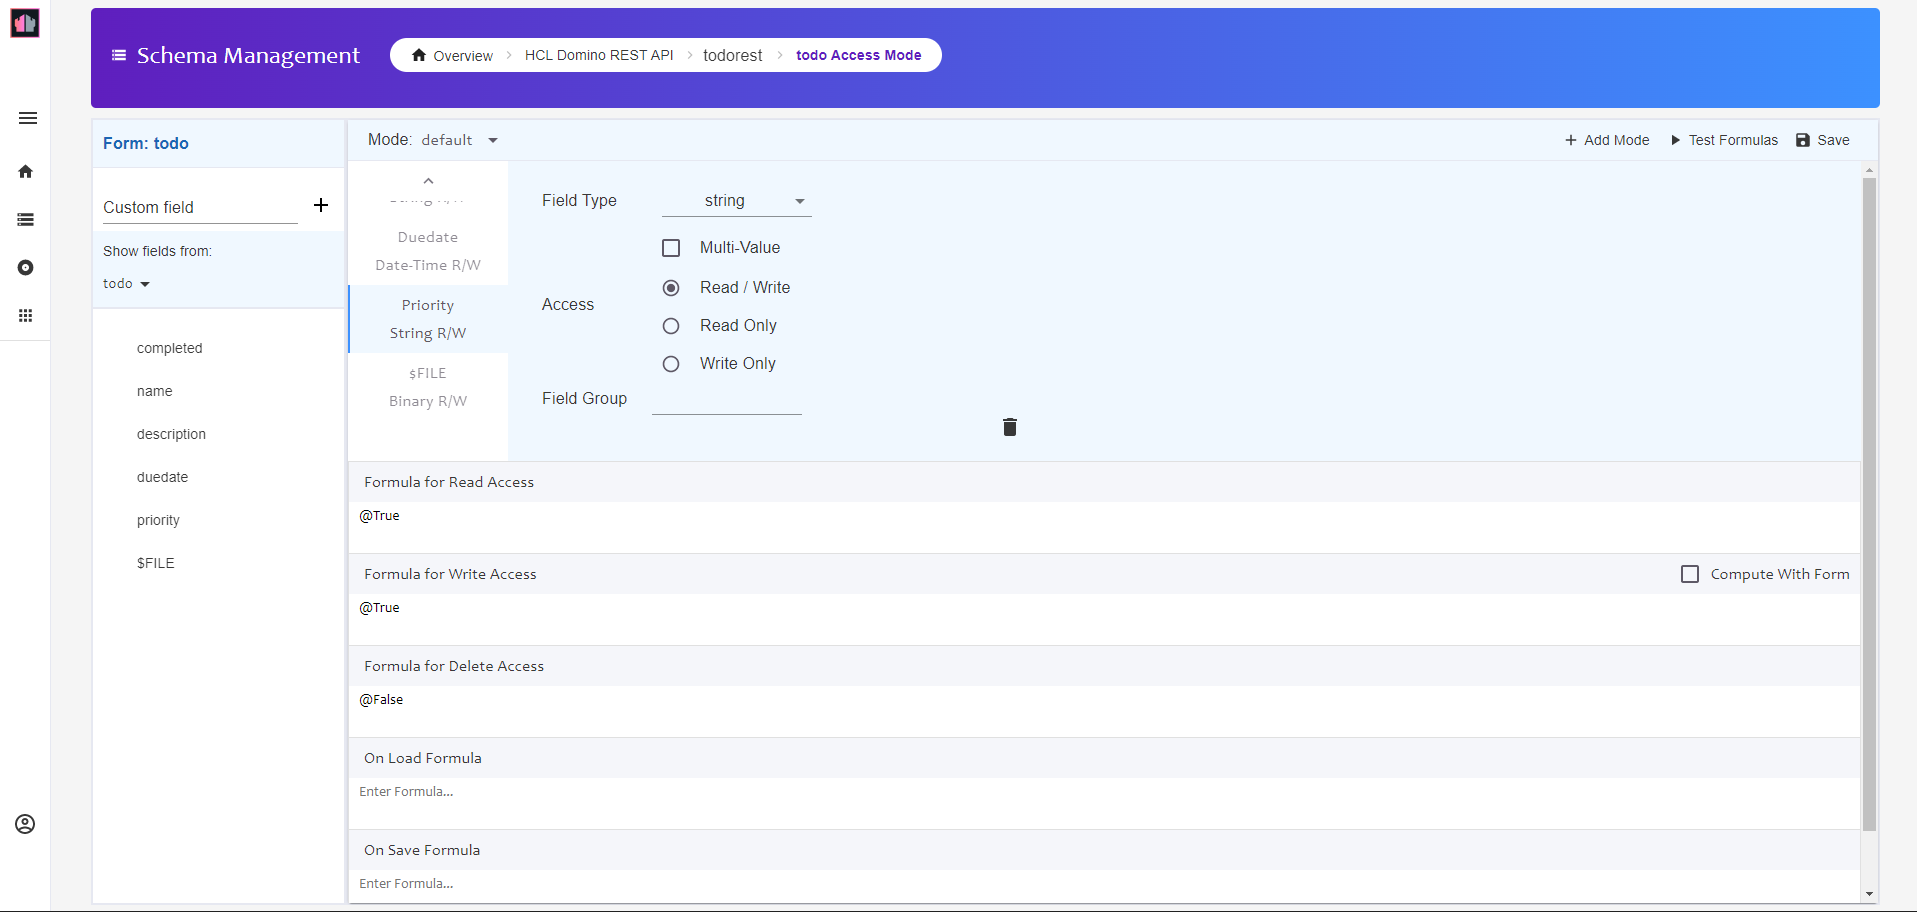 Schema Management
Overview > HCL Domino REST API > todorest > todo Access Mode
Form: todo
Custom field
Show fields from:
todo
completed
name
description
duedate
priority
$FILE
Mode: default
Add Mode
Test Formulas
Save
String R/W
Duedate
Date-Time R/W
Priority
String R/W
$FILE
Binary R/W
Field Type
string
Multi-Value
Access
Read / Write
Read Only
Write Only
Field Group
Formula for Read Access
@True
Formula for Write Access
Compute With Form
@True
Formula for Delete Access
@False
On Load Formula
Enter Formula...
On Save Formula
Enter Formula...